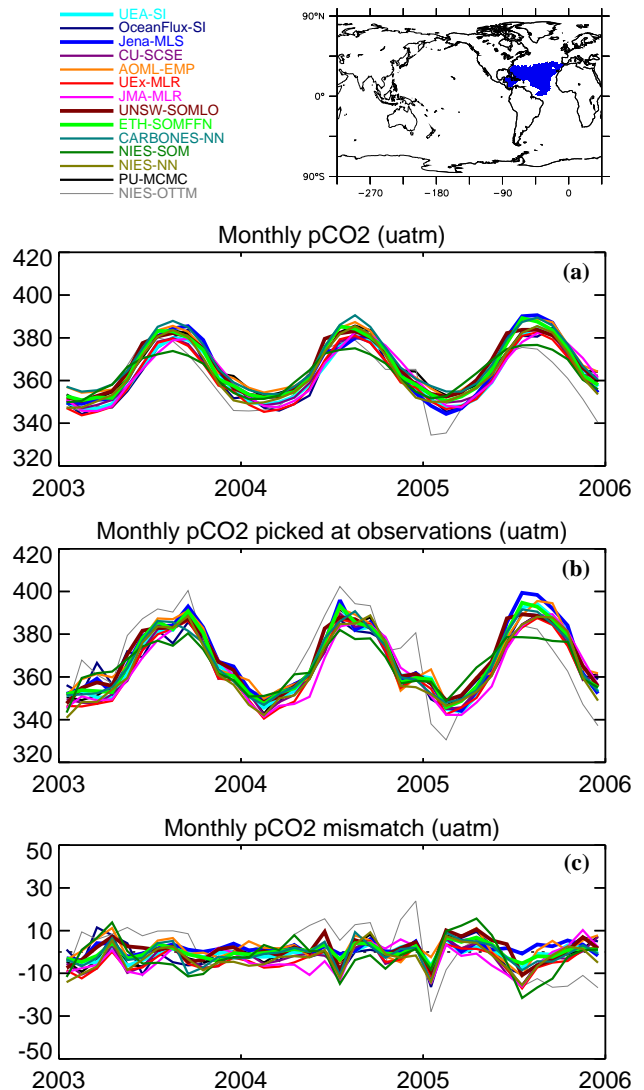 UEA-SI
OceanFlux-SI
Jena-MLS
CU-SCSE
AOML-EMP
UEx-MLR
JMA-MLR
UNSW-SOMLO
ETH-SOMFFN
CARBONES-NN
NIES-SOM
NIES-NN
PU-MCMC
NIES-OTTM
90°N
0°
90°S
−270
−180
−90
0
Monthly pCO2 (uatm)
(a)
420
400
380
360
340
320
2003
2004
2005
2006
Monthly pCO2 picked at observations (uatm)
(b)
420
400
380
360
340
320
2003
2004
2005
2006
Monthly pCO2 mismatch (uatm)
(c)
50
30
10
-10
-30
-50
2003
2004
2005
2006